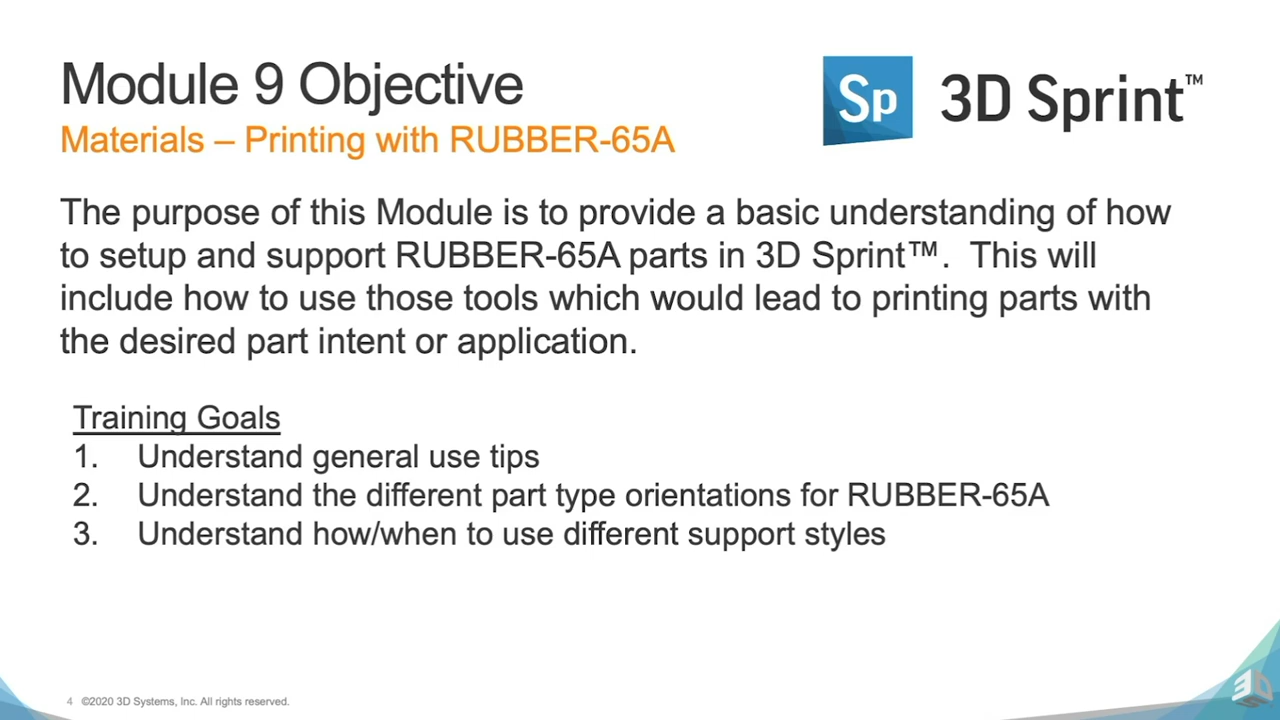 Module 9 Objective
Materials – Printing with RUBBER-65A
Sp 3D Sprint™
The purpose of this Module is to provide a basic understanding of how
to setup and support RUBBER-65A parts in 3D Sprint™. This will
include how to use those tools which would lead to printing parts with
the desired part intent or application.
Training Goals
1. Understand general use tips
2. Understand the different part type orientations for RUBBER-65A
3. Understand how/when to use different support styles
4 ©2020 3D Systems, Inc. All rights reserved.
3D